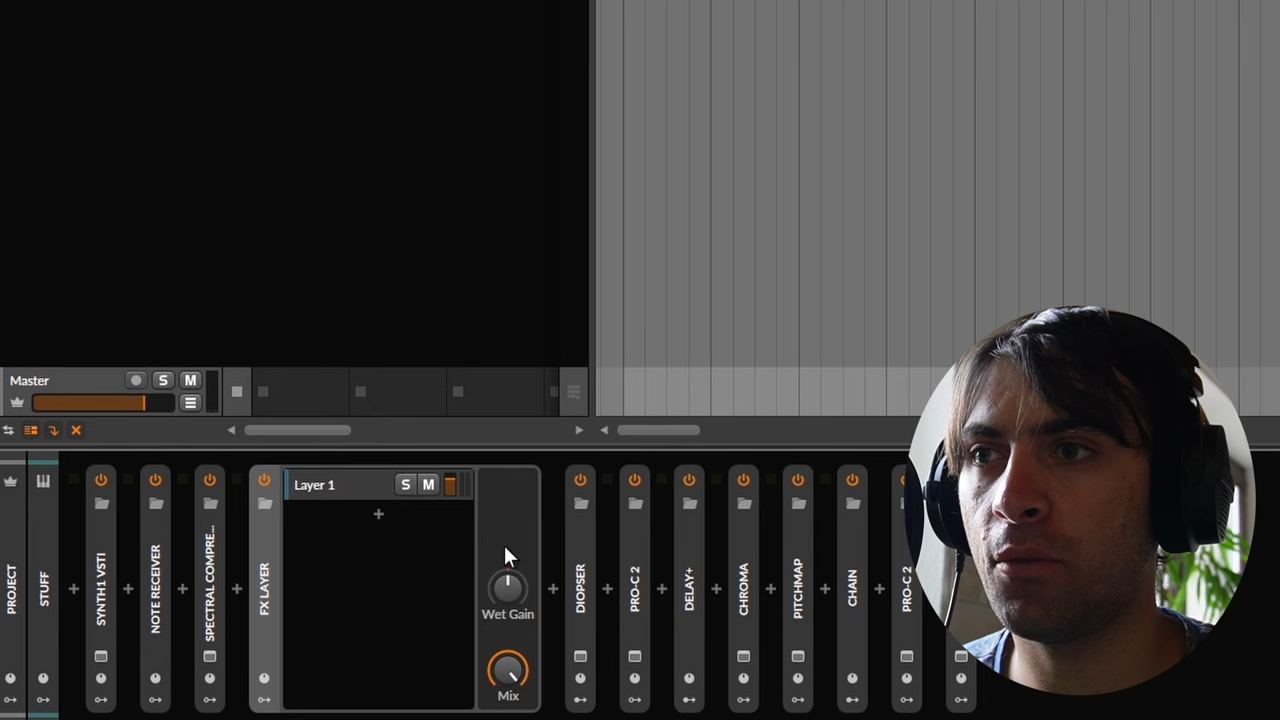 Master S M
Layer 1 S M
PROJECT
STUFF
SYNTH1 VSTI
NOTE RECEIVER
SPECTRAL COMPRE...
FX LAYER
Wet Gain
Mix
DIOPSER
PRO-C 2
DELAY+
CHROMA
PITCHMAP
CHAIN
PRO-C 2